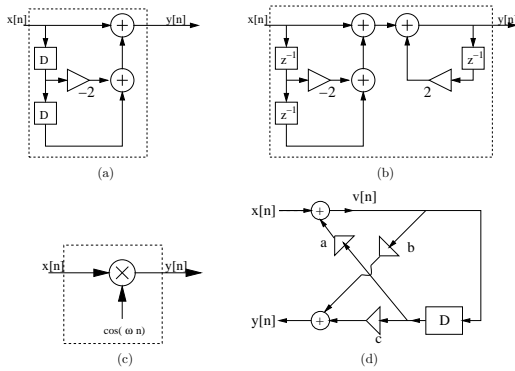 x[n] y[n]
D
−2
D
(a)
x[n] y[n]
z⁻¹ z⁻¹
−2 2
z⁻¹
(b)
x[n] y[n]
cos( ω n)
(c)
x[n] v[n]
a b
y[n] D
c
(d)